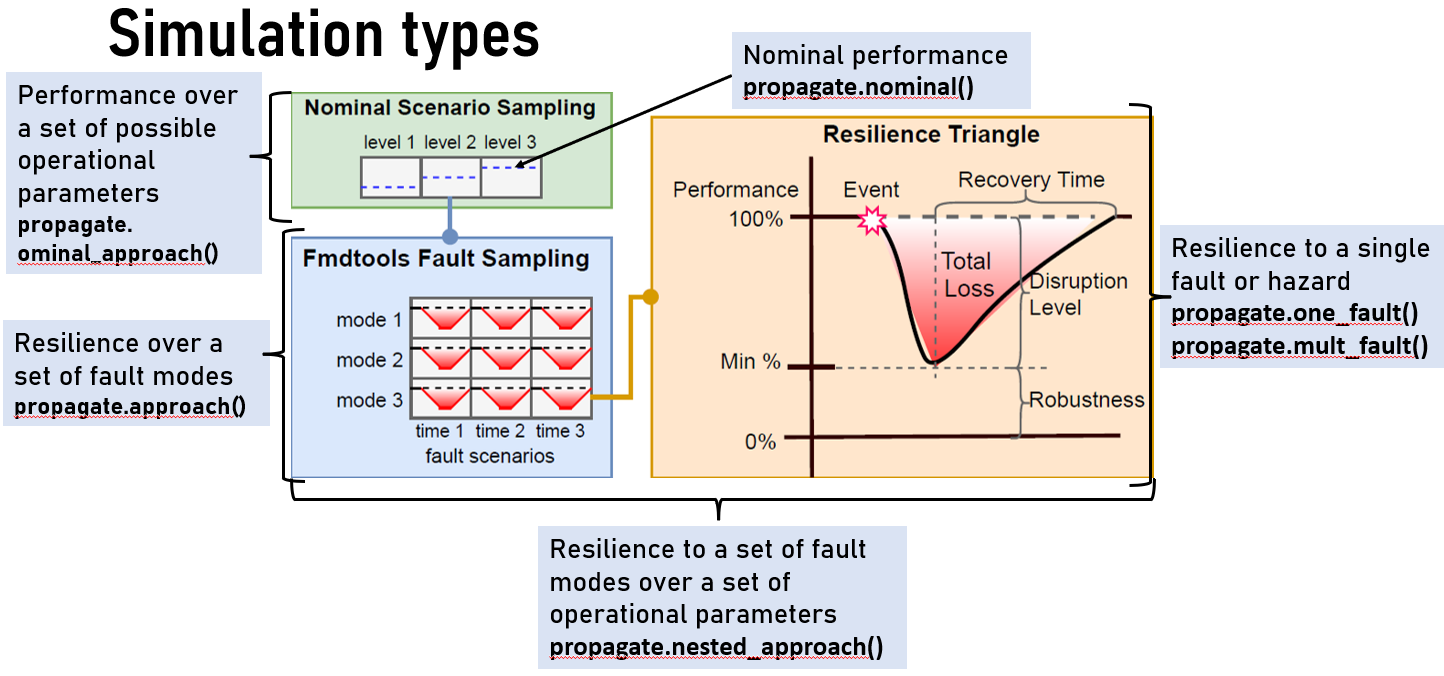 Simulation types
Nominal performance
propagate.nominal()
Performance over
a set of possible
operational
parameters
propagate.
ominal_approach()
Nominal Scenario Sampling
level 1 level 2 level 3
Resilience over a
set of fault modes
propagate.approach()
Fmdtools Fault Sampling
mode 1
mode 2
mode 3
time 1 time 2 time 3
fault scenarios
Resilience Triangle
Performance
Event
Recovery Time
100%
Total
Loss
Disruption
Level
Min %
Robustness
0%
Resilience to a single
fault or hazard
propagate.one_fault()
propagate.mult_fault()
Resilience to a set of fault
modes over a set of
operational parameters
propagate.nested_approach()